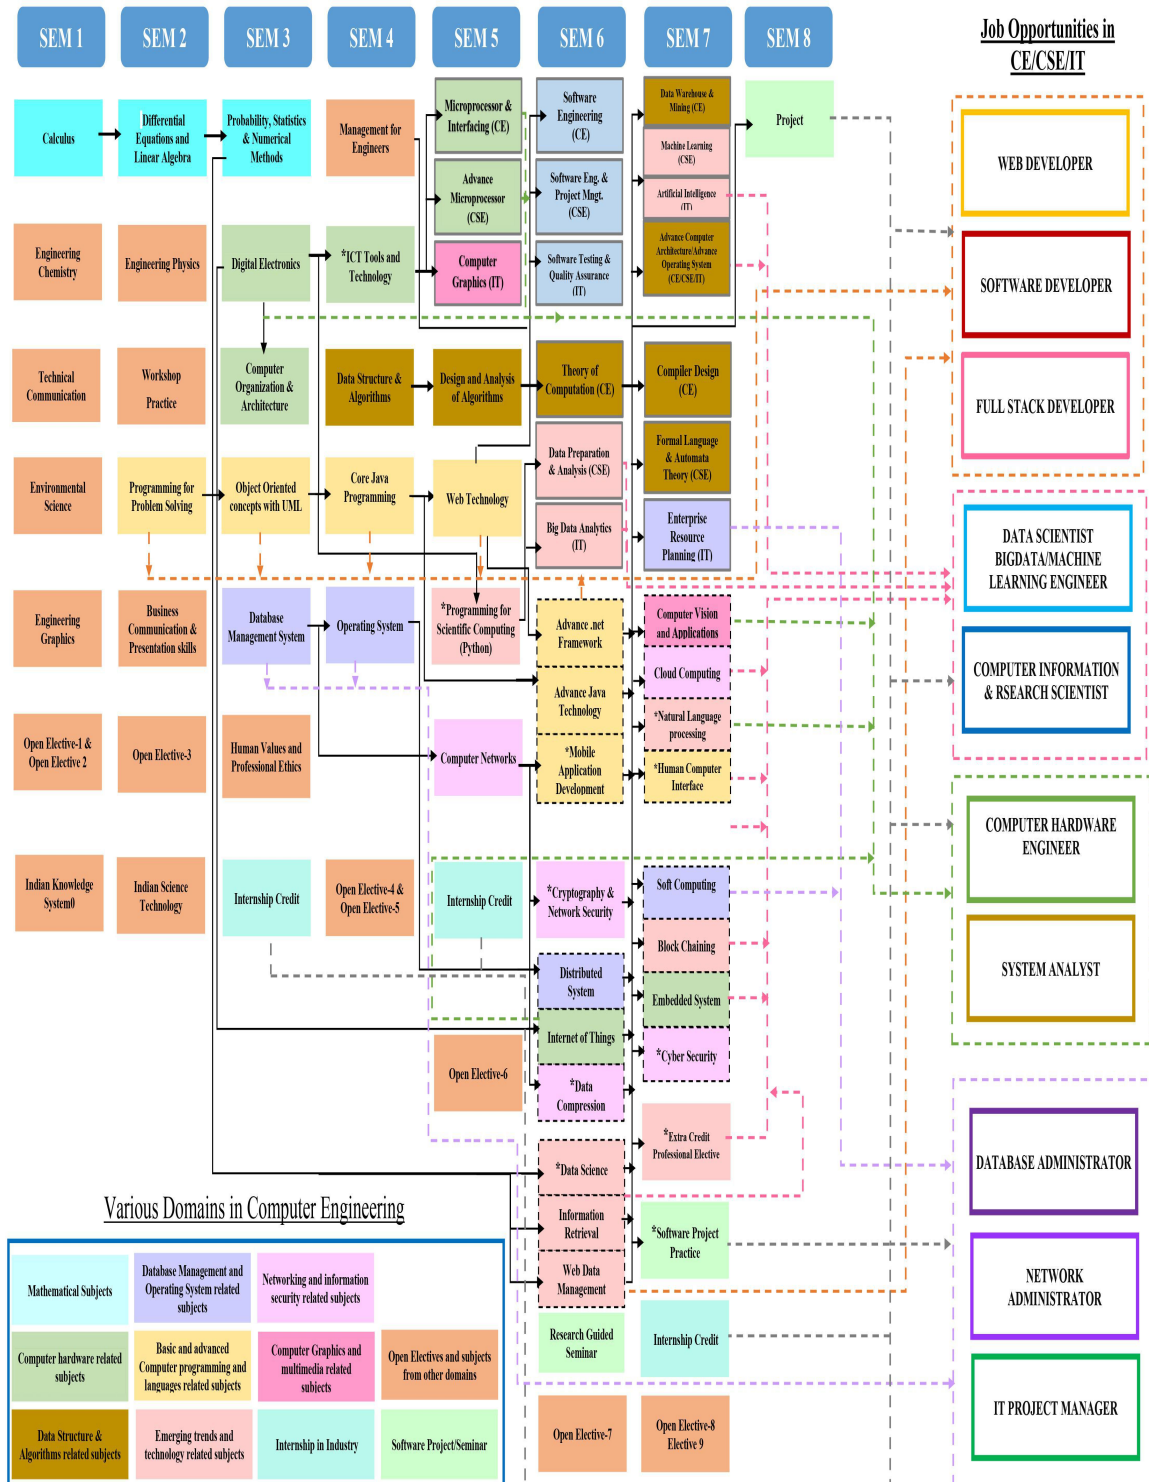 SEM 1
SEM 2
SEM 3
SEM 4
SEM 5
SEM 6
SEM 7
SEM 8
Job Opportunities in
CE/CSE/IT
Calculus
Differential
Equations and
Linear Algebra
Probability, Statistics
& Numerical
Methods
Management for
Engineers
Microprocessor &
Interfacing (CE)
Advance
Microprocessor
(CSE)
Computer
Graphics (IT)
Software
Engineering
(CE)
Software Eng. &
Project Mngt.
(CSE)
Software Testing &
Quality Assurance
(IT)
Data Warehouse &
Mining (CE)
Machine Learning
(CSE)
Artificial Intelligence
(IT)
Advance Computer
Architecture/Advance
Operating System
(CE/CSE/IT)
Project
Engineering
Chemistry
Engineering Physics
Digital Electronics
*ICT Tools and
Technology
Technical
Communication
Workshop
Practice
Computer
Organization &
Architecture
Data Structure &
Algorithms
Design and Analysis
of Algorithms
Theory of
Computation (CE)
Compiler Design
(CE)
Data Preparation
& Analysis (CSE)
Formal Language
& Automata
Theory (CSE)
Environmental
Science
Programming for
Problem Solving
Object Oriented
concepts with UML
Core Java
Programming
Web Technology
Big Data Analytics
(IT)
Enterprise
Resource
Planning (IT)
Engineering
Graphics
Business
Communication &
Presentation skills
Database
Management System
Operating System
*Programming for
Scientific Computing
(Python)
Advance .net
Framework
Advance Java
Technology
*Mobile
Application
Development
Computer Vision
and Applications
Cloud Computing
*Natural Language
processing
*Human Computer
Interface
Open Elective-1 &
Open Elective 2
Open Elective-3
Human Values and
Professional Ethics
Computer Networks
Indian Knowledge
System0
Indian Science
Technology
Internship Credit
Open Elective-4 &
Open Elective-5
Internship Credit
*Cryptography &
Network Security
Soft Computing
Block Chaining
Distributed
System
Embedded System
Internet of Things
*Cyber Security
Open Elective-6
*Data
Compression
*Extra Credit
Professional Elective
*Data Science
Information
Retrieval
Web Data
Management
*Software Project
Practice
Research Guided
Seminar
Internship Credit
Open Elective-7
Open Elective-8
Elective 9
WEB DEVELOPER
SOFTWARE DEVELOPER
FULL STACK DEVELOPER
DATA SCIENTIST
BIGDATA/MACHINE
LEARNING ENGINEER
COMPUTER INFORMATION
& RSEARCH SCIENTIST
COMPUTER HARDWARE
ENGINEER
SYSTEM ANALYST
DATABASE ADMINISTRATOR
NETWORK
ADMINISTRATOR
IT PROJECT MANAGER
Various Domains in Computer Engineering
Mathematical Subjects
Database Management and
Operating System related
subjects
Networking and information
security related subjects
Computer hardware related
subjects
Basic and advanced
Computer programming and
languages related subjects
Computer Graphics and
multimedia related
subjects
Open Electives and subjects
from other domains
Data Structure &
Algorithms related subjects
Emerging trends and
technology related subjects
Internship in Industry
Software Project/Seminar